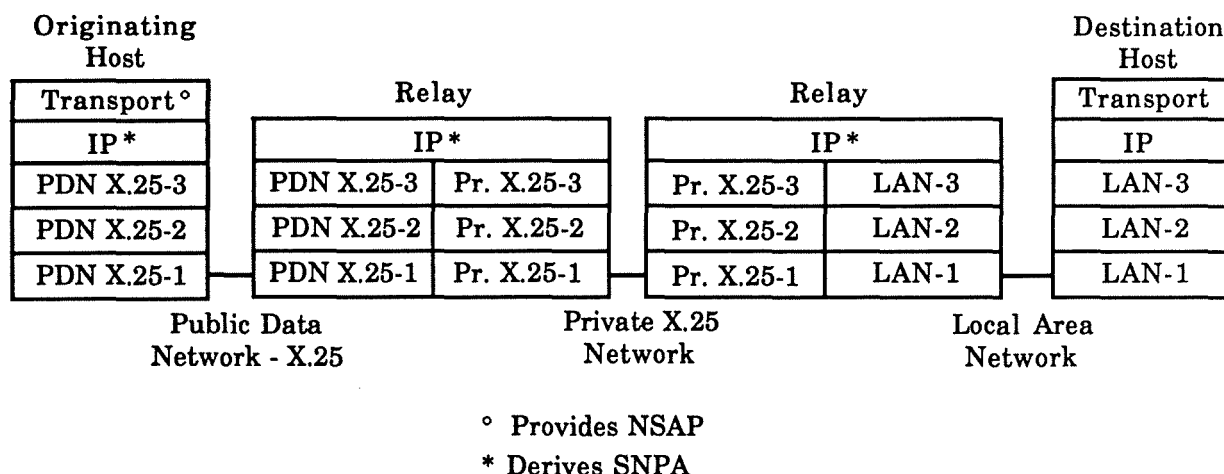 Originating
Host
Transport°
IP*
PDN X.25-3
PDN X.25-2
PDN X.25-1
Relay
IP*
PDN X.25-3 Pr. X.25-3
PDN X.25-2 Pr. X.25-2
PDN X.25-1 Pr. X.25-1
Relay
IP*
Pr. X.25-3 LAN-3
Pr. X.25-2 LAN-2
Pr. X.25-1 LAN-1
Destination
Host
Transport
IP
LAN-3
LAN-2
LAN-1
Public Data
Network - X.25
Private X.25
Network
Local Area
Network
° Provides NSAP
* Derives SNPA